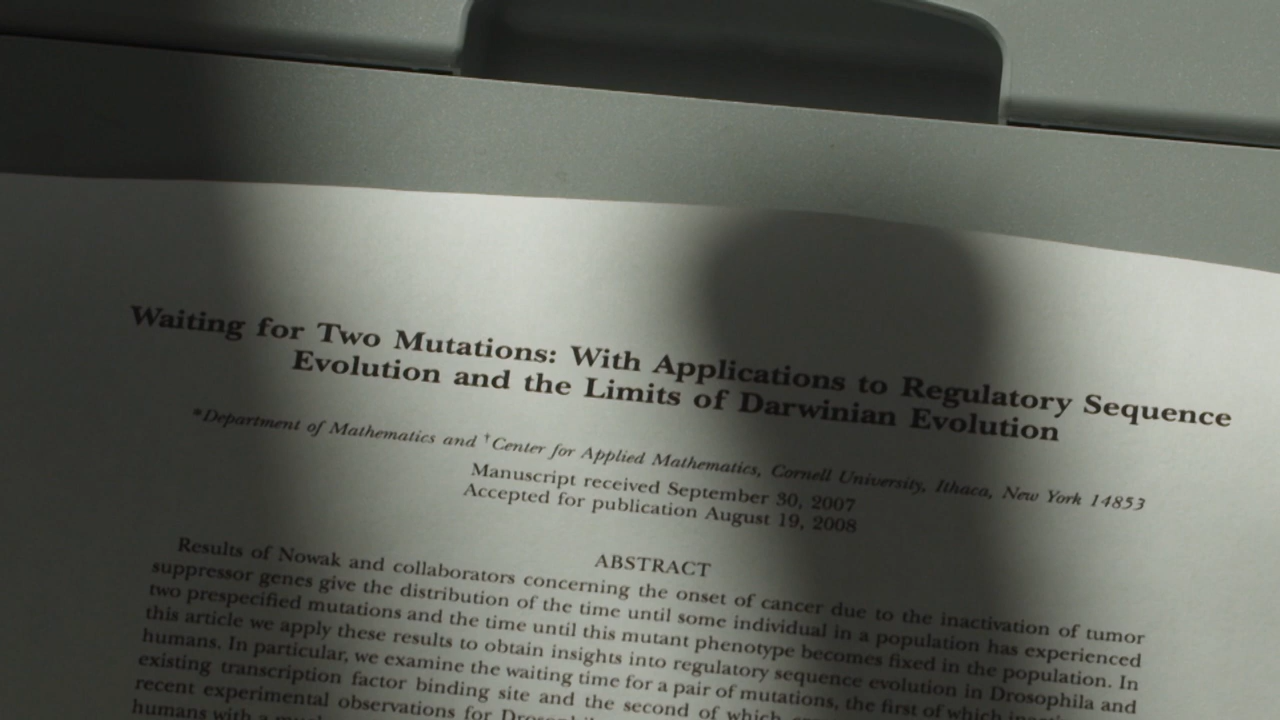 Waiting for Two Mutations: With Applications to Regulatory Sequence
Evolution and the Limits of Darwinian Evolution
*Department of Mathematics and †Center for Applied Mathematics, Cornell University, Ithaca, New York 14853
Manuscript received September 30, 2007
Accepted for publication August 19, 2008
ABSTRACT
Results of Nowak and collaborators concerning the onset of cancer due to the inactivation of tumor
suppressor genes give the distribution of the time until some individual in a population has experienced
two prespecified mutations and the time until this mutant phenotype becomes fixed in the population. In
this article we apply these results to obtain insights into regulatory sequence evolution in Drosophila and
humans. In particular, we examine the waiting time for a pair of mutations, the first of which
existing transcription factor binding site and the second of which
recent experimental observations for
humans with a